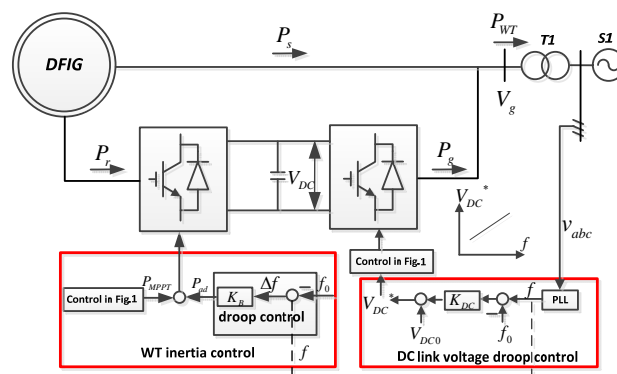 P_s
P_WT
T1
S1
DFIG
V_g
P_r
P_g
V_DC
V_DC*
f
v_abc
Control in Fig.1
P_MPPT
P_ad
K_B
Δf
f_0
droop control
Control in Fig.1
WT inertia control
f
V_DC*
K_DC
f
PLL
V_DC0
f_0
DC link voltage droop control